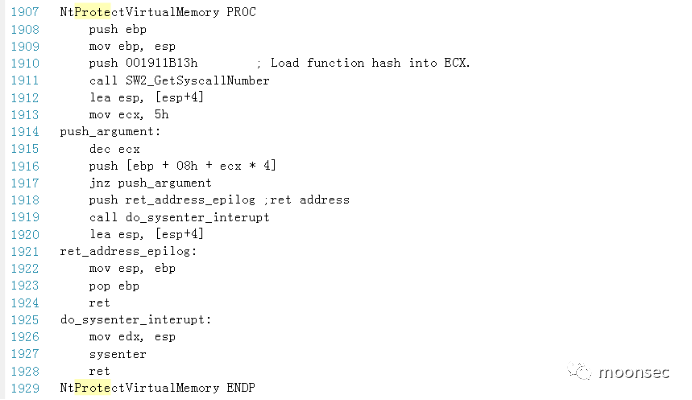 1907 NtProtectVirtualMemory PROC
1908 push ebp
1909 mov ebp, esp
1910 push 001911B13h ; Load function hash into ECX.
1911 call SW2_GetSyscallNumber
1912 lea esp, [esp+4]
1913 mov ecx, 5h
1914 push_argument:
1915 dec ecx
1916 push [ebp + 08h + ecx * 4]
1917 jnz push_argument
1918 push ret_address_epilog ;ret address
1919 call do_sysenter_interupt
1920 lea esp, [esp+4]
1921 ret_address_epilog:
1922 mov esp, ebp
1923 pop ebp
1924 ret
1925 do_sysenter_interupt:
1926 mov edx, esp
1927 sysenter
1928 ret
1929 NtProtectVirtualMemory ENDP
moonsec